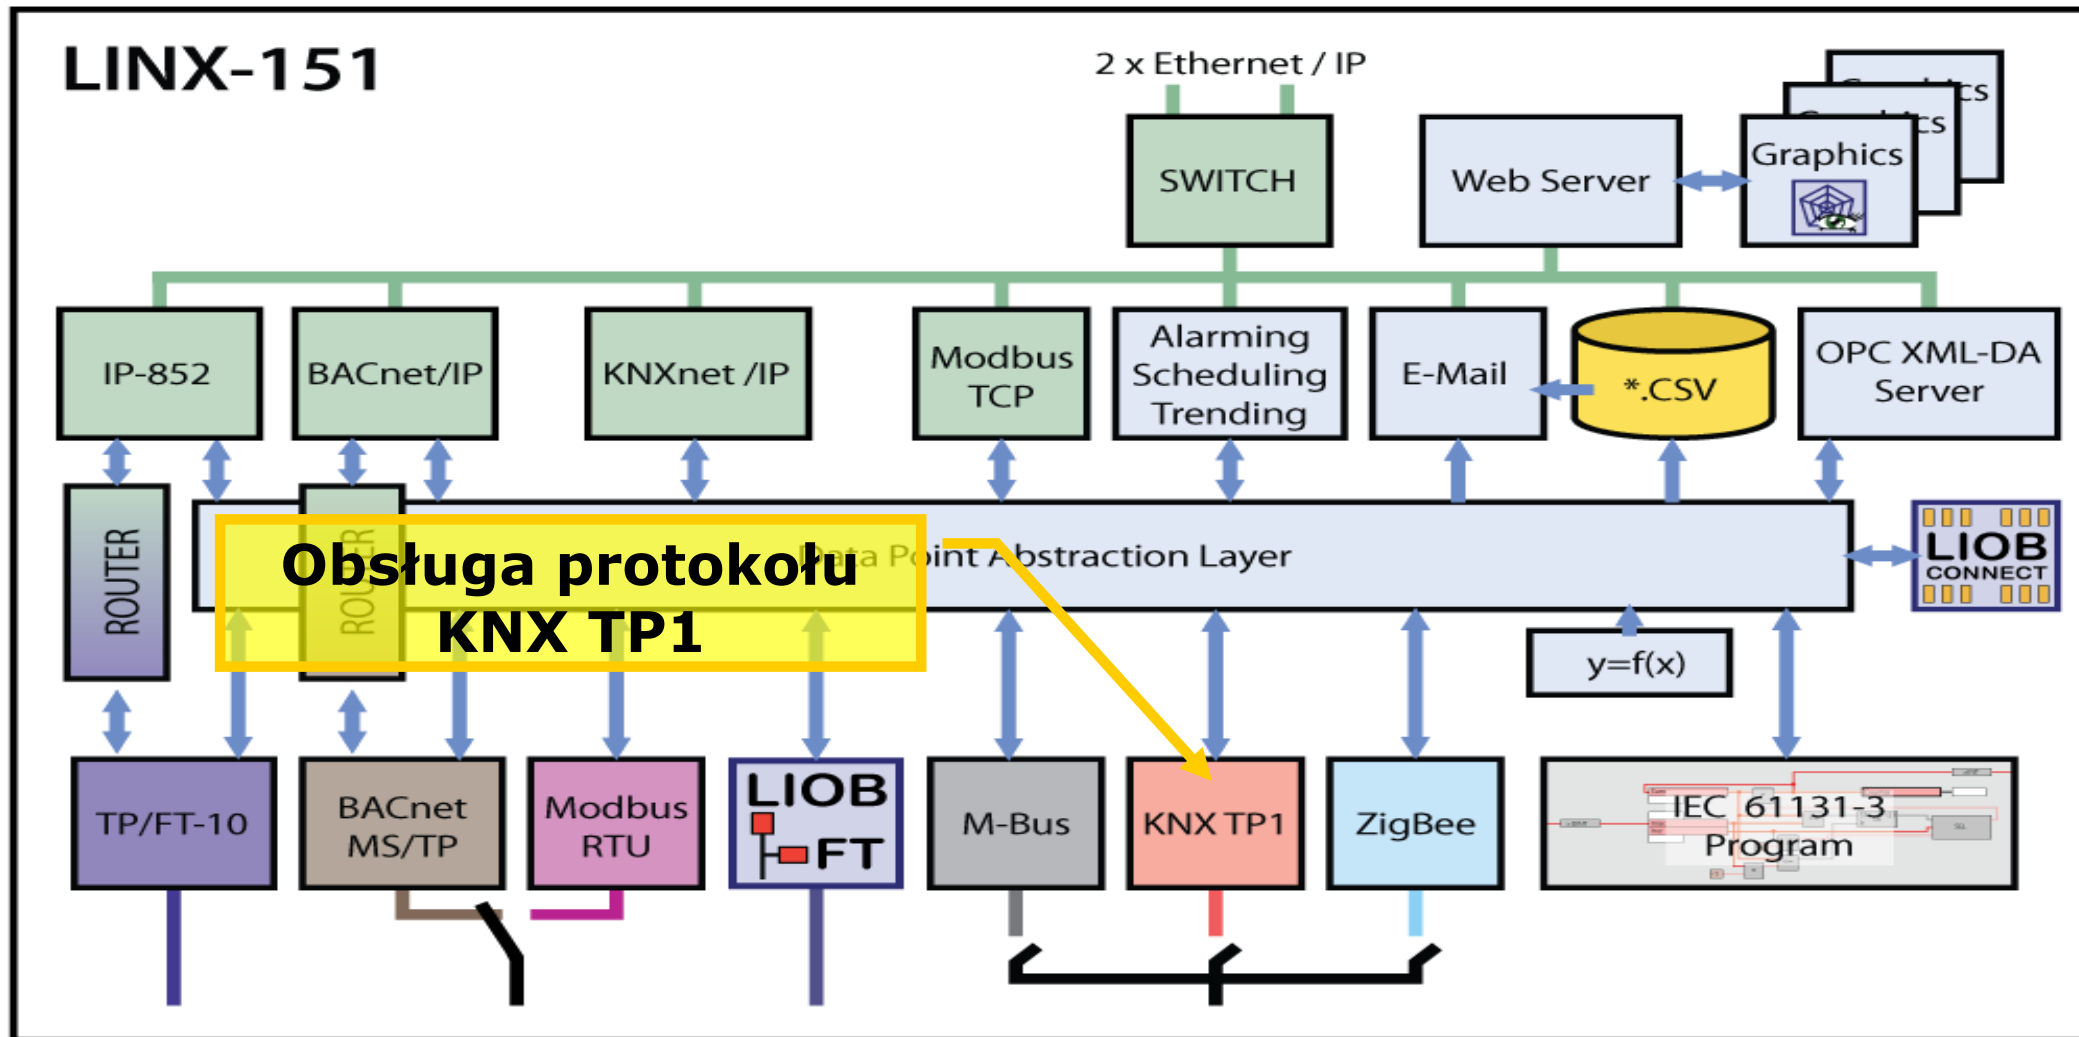 LINX-151
2 x Ethernet / IP
SWITCH
Web Server
Graphics
IP-852
BACnet/IP
KNXnet /IP
Modbus
TCP
Alarming
Scheduling
Trending
E-Mail
*.CSV
OPC XML-DA
Server
ROUTER
ROUTER
Obsługa protokołu
KNX TP1
Data Point Abstraction Layer
LIOB
CONNECT
y=f(x)
TP/FT-10
BACnet
MS/TP
Modbus
RTU
LIOB
FT
M-Bus
KNX TP1
ZigBee
IEC 61131-3
Program